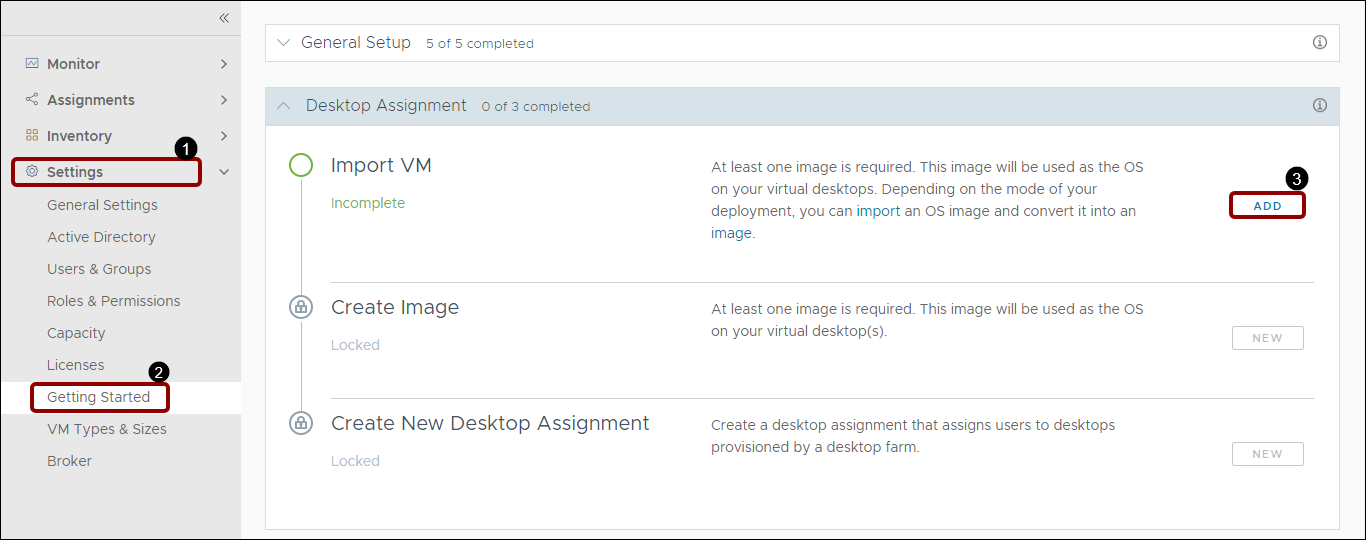 «
Monitor
Assignments
Inventory
1
Settings
General Settings
Active Directory
Users & Groups
Roles & Permissions
Capacity
Licenses
2
Getting Started
VM Types & Sizes
Broker
General Setup 5 of 5 completed
Desktop Assignment 0 of 3 completed
Import VM
Incomplete
At least one image is required. This image will be used as the OS
on your virtual desktops. Depending on the mode of your
deployment, you can import an OS image and convert it into an
image.
3
ADD
Create Image
Locked
At least one image is required. This image will be used as the OS
on your virtual desktop(s).
NEW
Create New Desktop Assignment
Locked
Create a desktop assignment that assigns users to desktops
provisioned by a desktop farm.
NEW